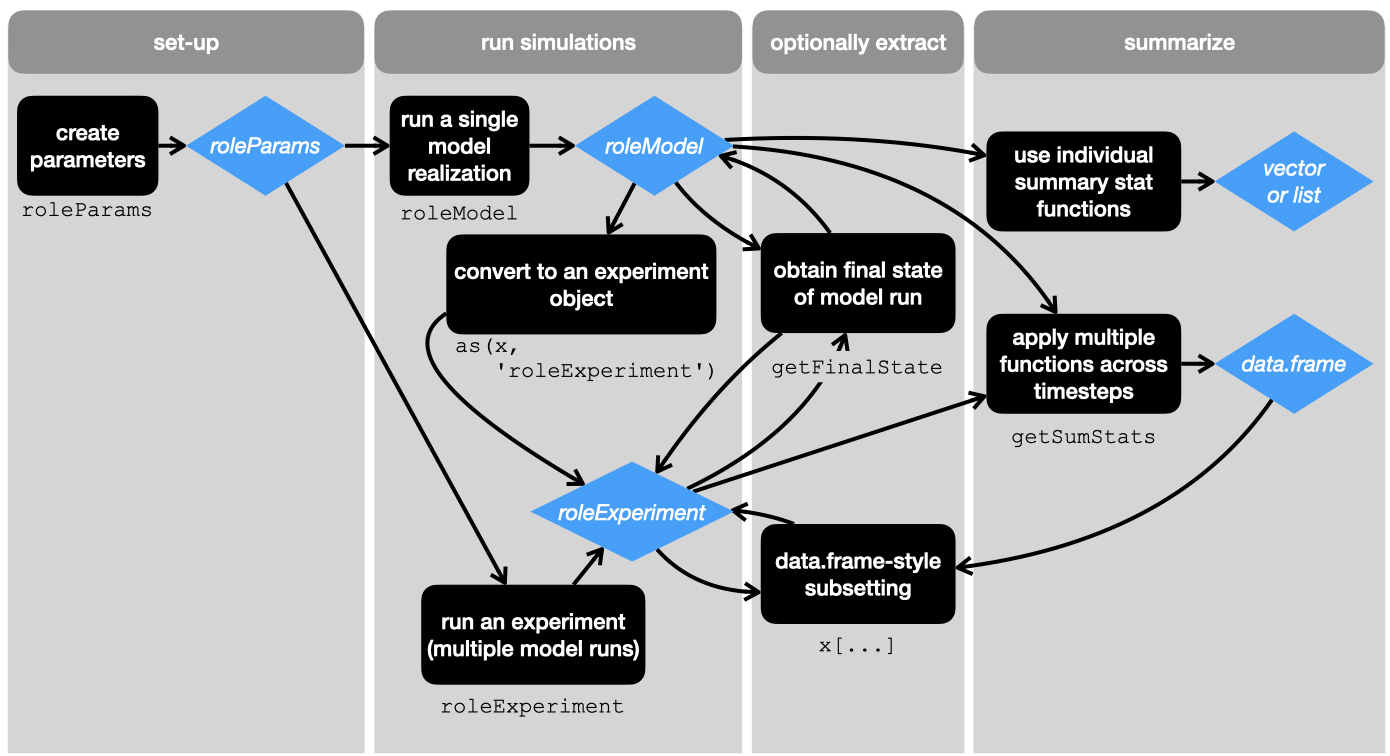 set-up
run simulations
optionally extract
summarize
create
parameters
roleParams
roleParams
run a single
model
realization
roleModel
roleModel
convert to an experiment
object
as(x,
'roleExperiment')
roleExperiment
run an experiment
(multiple model runs)
roleExperiment
obtain final state
of model run
getFinalState
data.frame-style
subsetting
x[...]
use individual
summary stat
functions
vector
or list
apply multiple
functions across
timesteps
getSumStats
data.frame